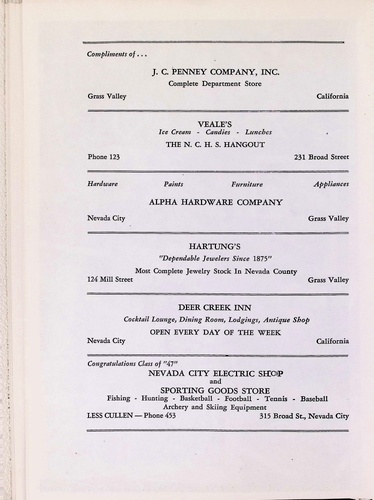 Compliments of . . .
J. C. PENNEY COMPANY, INC.
Complete Department Store
Grass Valley California
VEALE'S
Ice Cream - Candies - Lunches
THE N. C. H. S. HANGOUT
Phone 123 231 Broad Street
Hardware Paints Furniture Appliances
ALPHA HARDWARE COMPANY
Nevada City Grass Valley
HARTUNG'S
"Dependable Jewelers Since 1875"
Most Complete Jewelry Stock In Nevada County
124 Mill Street Grass Valley
DEER CREEK INN
Cocktail Lounge, Dining Room, Lodgings, Antique Shop
OPEN EVERY DAY OF THE WEEK
Nevada City California
Congratulations Class of "47"
NEVADA CITY ELECTRIC SHOP
and
SPORTING GOODS STORE
Fishing - Hunting - Basketball - Football - Tennis - Baseball
Archery and Skiing Equipment
LESS CULLEN — Phone 453 315 Broad St., Nevada City